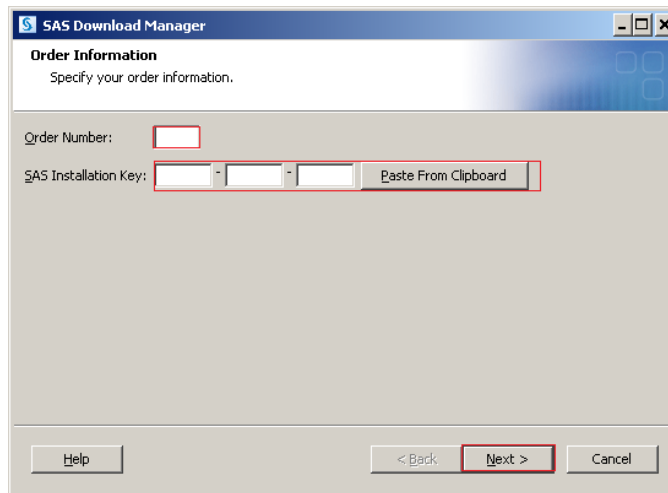 SAS Download Manager
Order Information
Specify your order information.
Order Number:
SAS Installation Key: - - Paste From Clipboard
Help < Back Next > Cancel